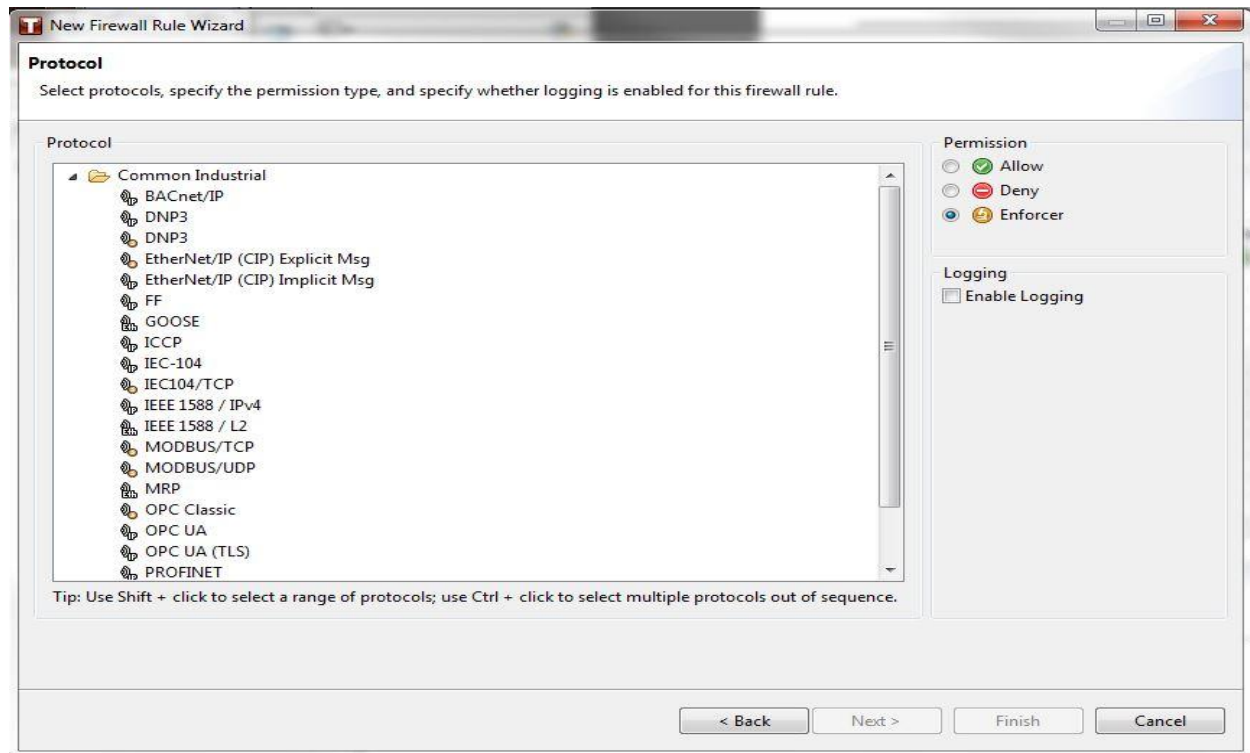 New Firewall Rule Wizard
Protocol
Select protocols, specify the permission type, and specify whether logging is enabled for this firewall rule.
Protocol
Common Industrial
BACnet/IP
DNP3
DNP3
EtherNet/IP (CIP) Explicit Msg
EtherNet/IP (CIP) Implicit Msg
FF
GOOSE
ICCP
IEC-104
IEC104/TCP
IEEE 1588 / IPv4
IEEE 1588 / L2
MODBUS/TCP
MODBUS/UDP
MRP
OPC Classic
OPC UA
OPC UA (TLS)
PROFINET
Tip: Use Shift + click to select a range of protocols; use Ctrl + click to select multiple protocols out of sequence.
Permission
Allow
Deny
Enforcer
Logging
Enable Logging
< Back
Next >
Finish
Cancel